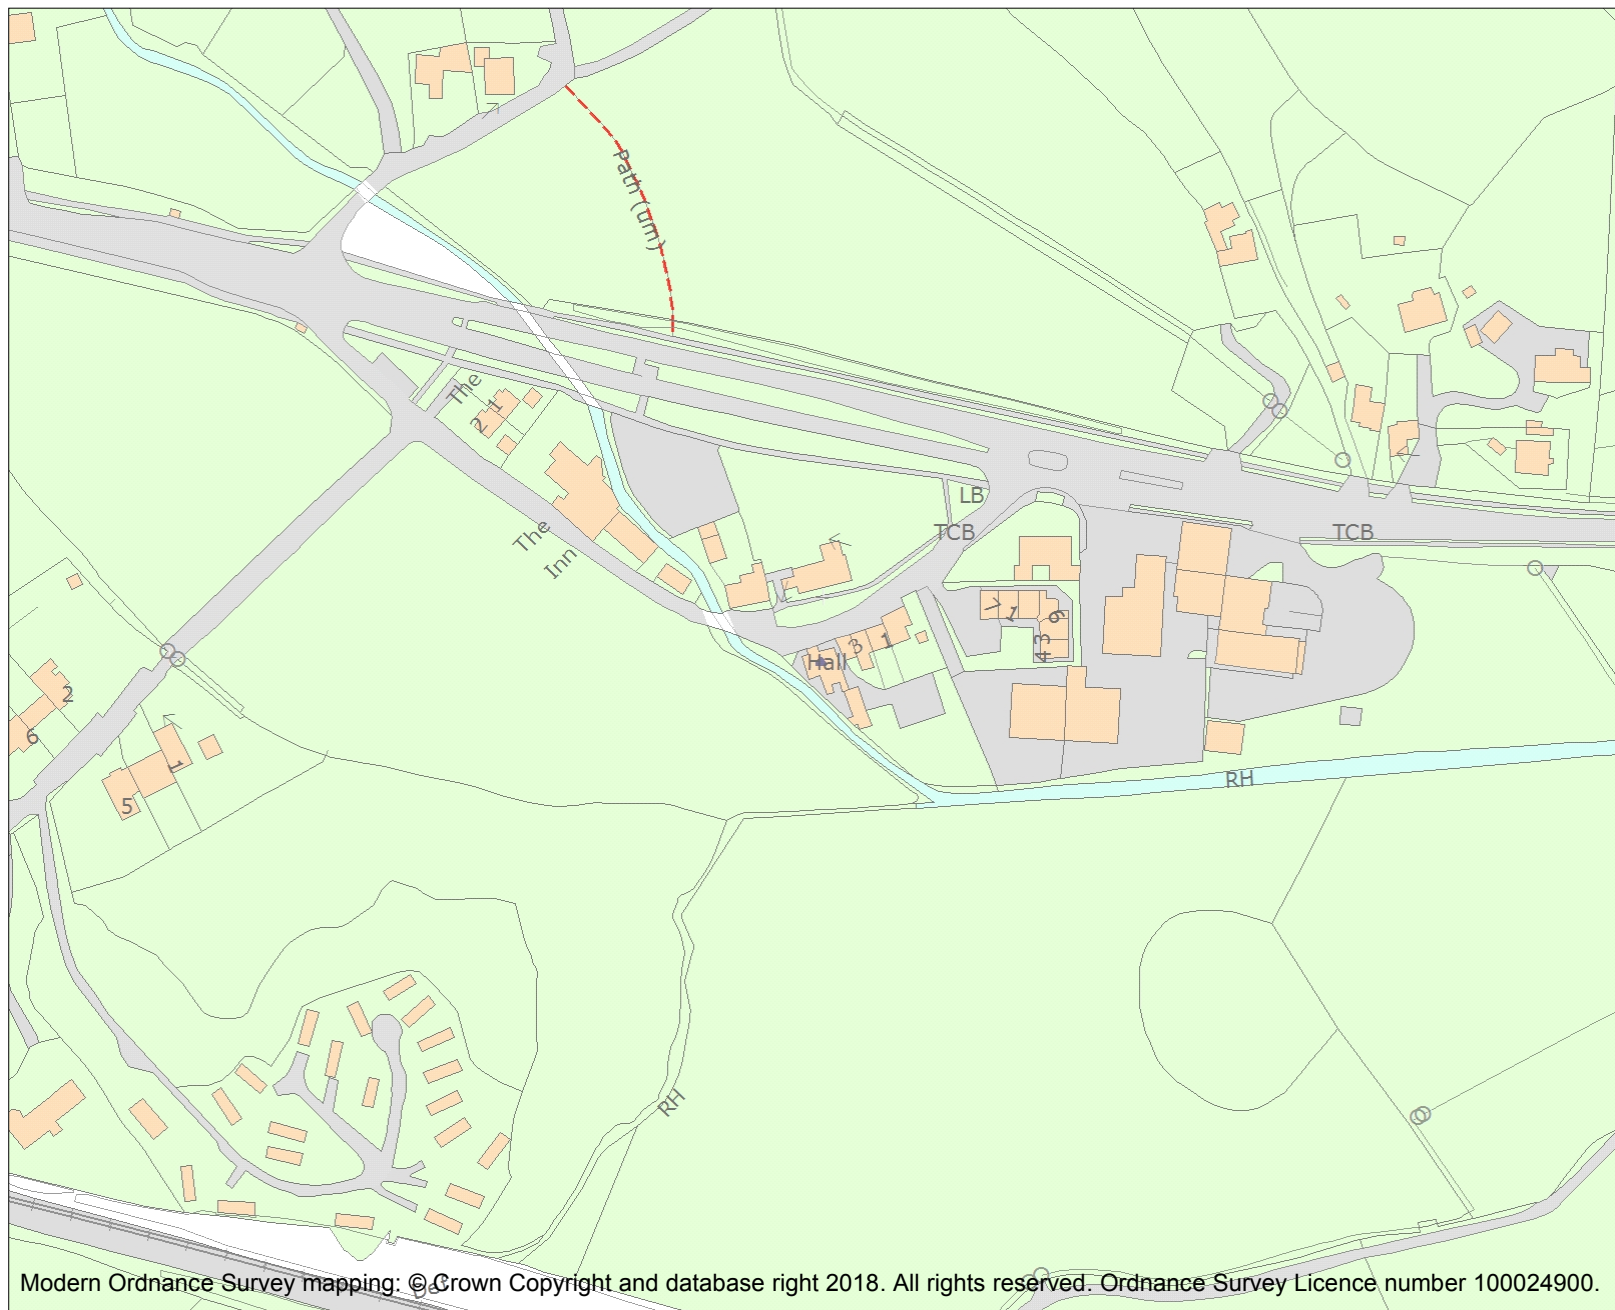 Path (um)
The
1
2
LB
TCB
TCB
The
Inn
7
1
6
3
4
3
1
Hall
2
6
1
5
RH
RH
Modern Ordnance Survey mapping: © Crown Copyright and database right 2018. All rights reserved. Ordnance Survey Licence number 100024900.